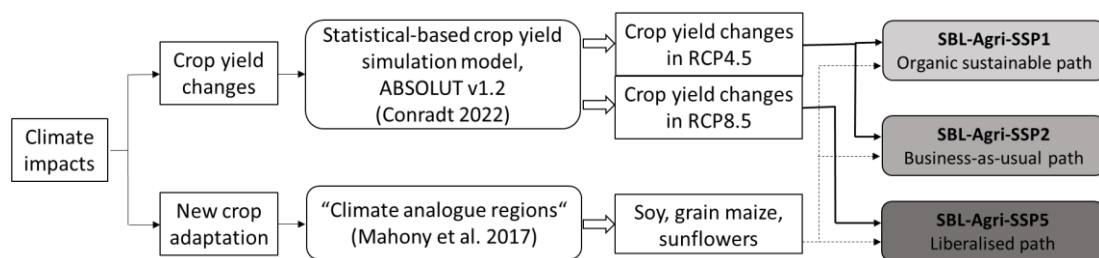 Climate
impacts
Crop yield
changes
Statistical-based crop yield
simulation model,
ABSOLUT v1.2
(Conradt 2022)
Crop yield changes
in RCP4.5
Crop yield changes
in RCP8.5
SBL-Agri-SSP1
Organic sustainable path
SBL-Agri-SSP2
Business-as-usual path
New crop
adaptation
“Climate analogue regions“
(Mahony et al. 2017)
Soy, grain maize,
sunflowers
SBL-Agri-SSP5
Liberalised path